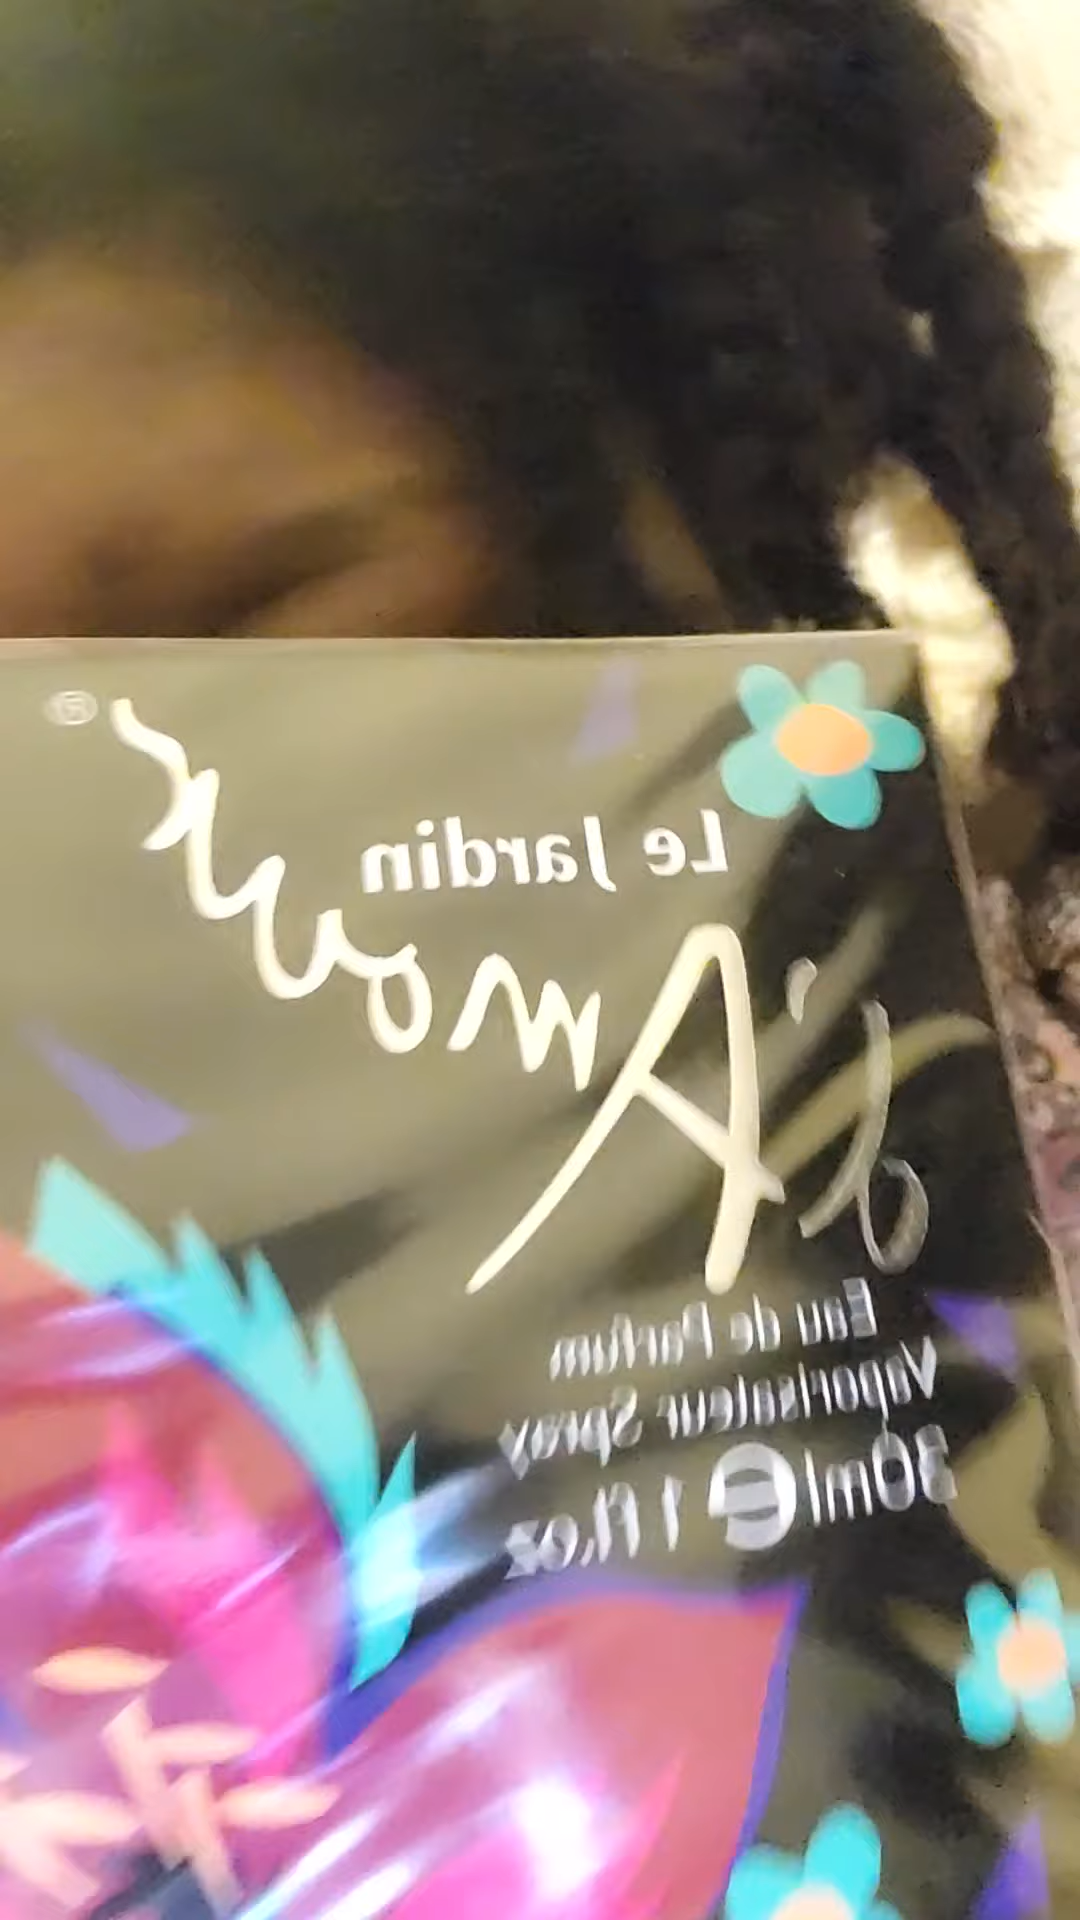 Le Jardin
d'Amour®
Eau de Parfum
Vaporisateur Spray
30ml e 1 fl.oz.